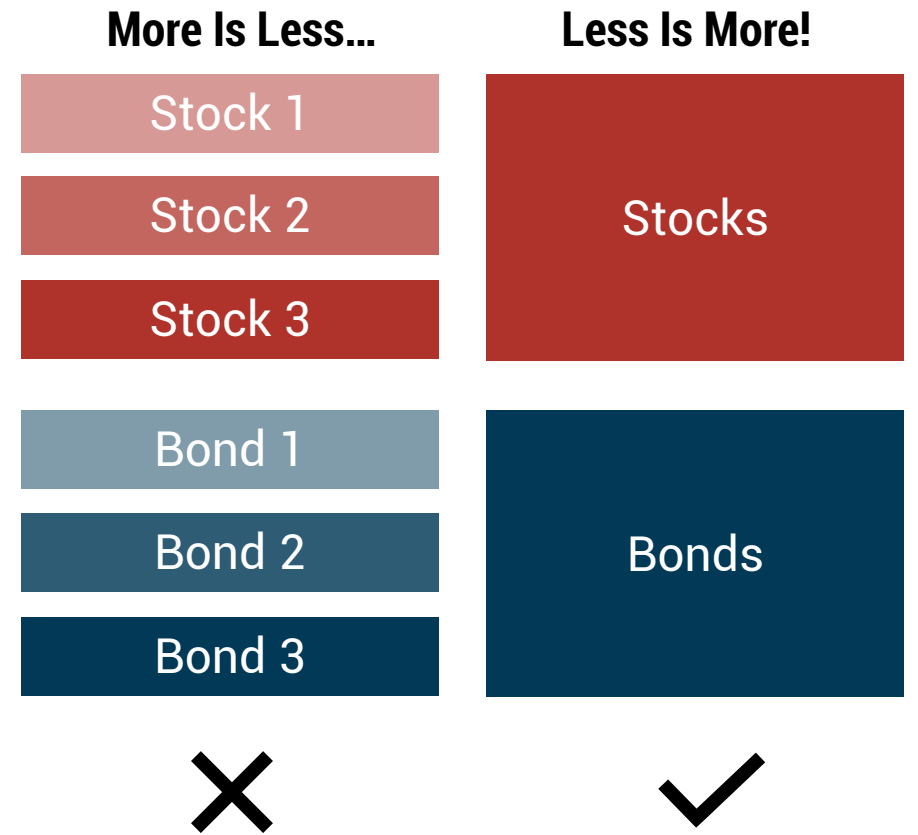 More Is Less...
Stock 1
Stock 2
Stock 3
Bond 1
Bond 2
Bond 3
Less Is More!
Stocks
Bonds